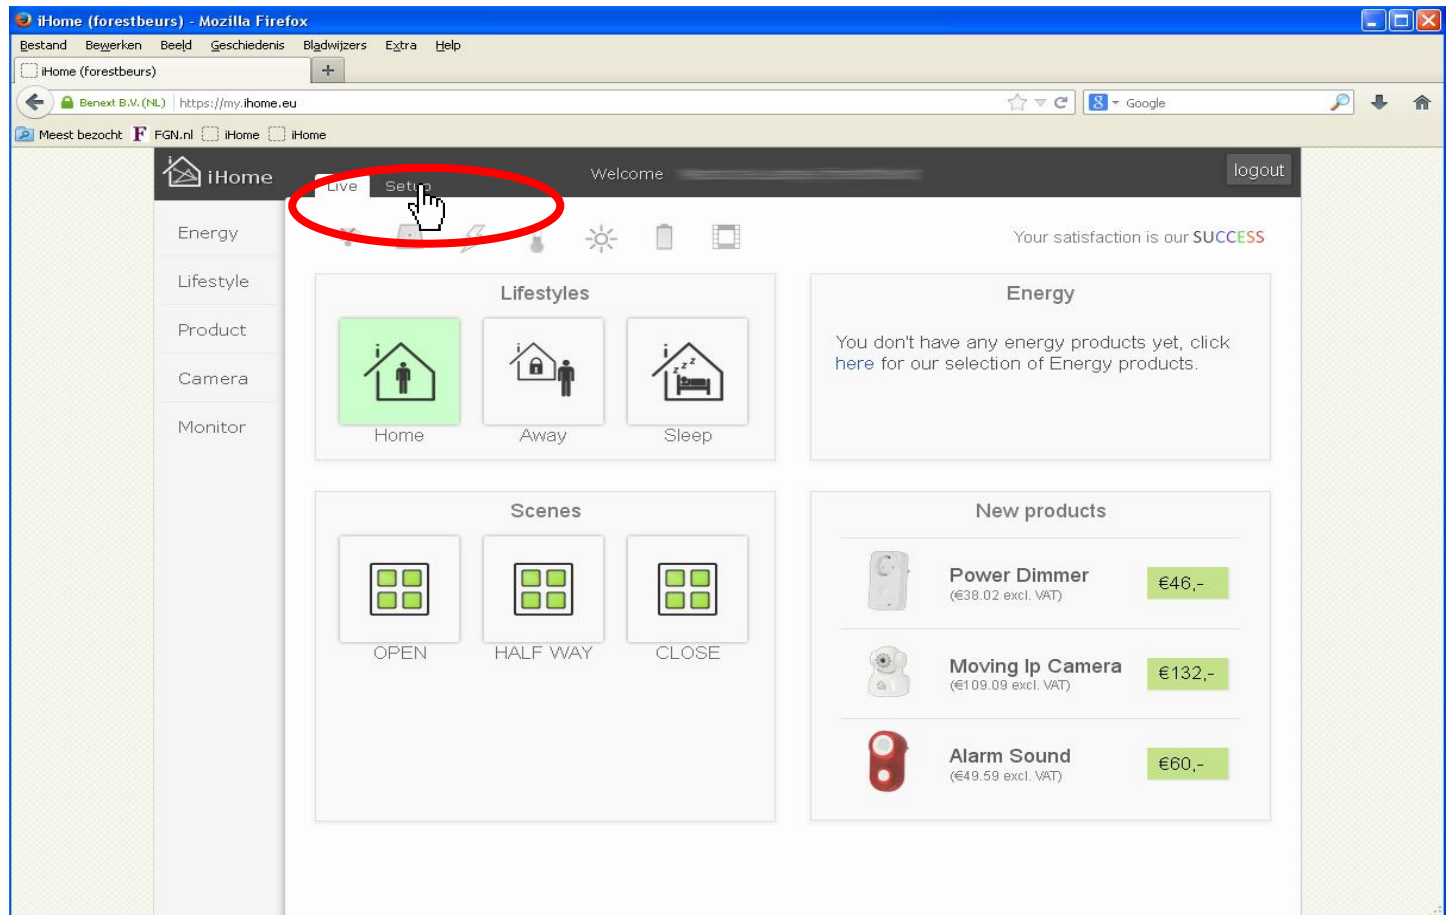 iHome (forestbeurs) - Mozilla Firefox
Bestand Bewerken Beeld Geschiedenis Bladwijzers Extra Help
iHome (forestbeurs) +
Benext B.V. (NL) https://my.ihome.eu 8 Google
Meest bezocht F FGN.nl iHome iHome
iHome
Live Setup Welcome logout
Energy
Lifestyle
Product
Camera
Monitor
Your satisfaction is our SUCCESS
Lifestyles
Home Away Sleep
Energy
You don't have any energy products yet, click
here for our selection of Energy products.
Scenes
OPEN HALF WAY CLOSE
New products
Power Dimmer
(€38.02 excl. VAT)
€46,-
Moving Ip Camera
(€109.09 excl. VAT)
€132,-
Alarm Sound
(€49.59 excl. VAT)
€60,-